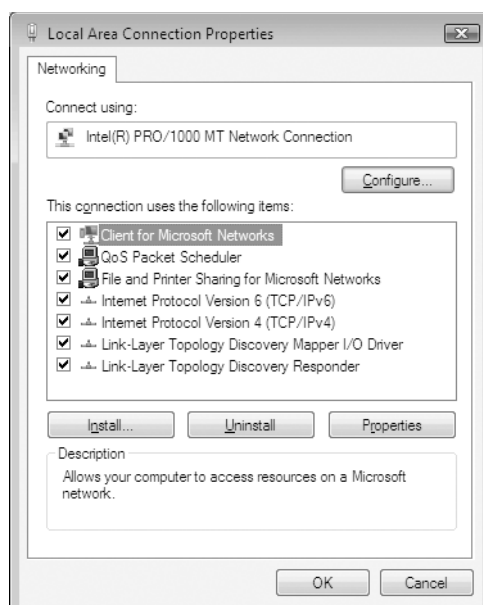 Local Area Connection Properties
Networking
Connect using:
Intel(R) PRO/1000 MT Network Connection
Configure...
This connection uses the following items:
Client for Microsoft Networks
QoS Packet Scheduler
File and Printer Sharing for Microsoft Networks
Internet Protocol Version 6 (TCP/IPv6)
Internet Protocol Version 4 (TCP/IPv4)
Link-Layer Topology Discovery Mapper I/O Driver
Link-Layer Topology Discovery Responder
Install...
Uninstall
Properties
Description
Allows your computer to access resources on a Microsoft
network.
OK
Cancel